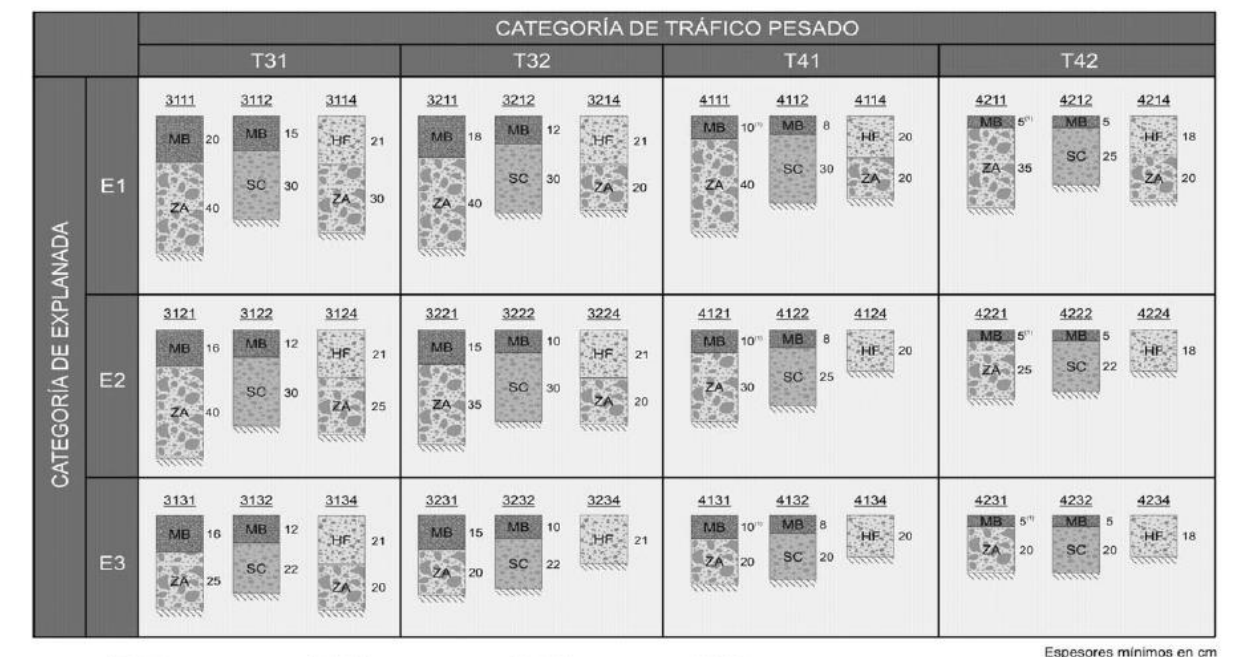 CATEGORÍA DE TRÁFICO PESADO
T31 T32 T41 T42
CATEGORÍA DE EXPLANADA
E1
3111 3112 3114 3211 3212 3214 4111 4112 4114 4211 4212 4214
MB 20 MB 15 HF 21 MB 18 MB 12 HF 21 MB 10(1) MB 8 HF 20 MB 5(1) MB 5 HF 18
ZA 40 SC 30 ZA 30 ZA 40 SC 30 ZA 20 ZA 40 SC 30 ZA 20 ZA 35 SC 25 ZA 20
E2
3121 3122 3124 3221 3222 3224 4121 4122 4124 4221 4222 4224
MB 16 MB 12 HF 21 MB 15 MB 10 HF 21 MB 10(1) MB 8 HF 20 MB 5(1) MB 5 HF 18
ZA 40 SC 30 ZA 25 ZA 35 SC 30 ZA 20 ZA 30 SC 25 ZA 25 SC 22
E3
3131 3132 3134 3231 3232 3234 4131 4132 4134 4231 4232 4234
MB 16 MB 12 HF 21 MB 15 MB 10 HF 21 MB 10(1) MB 8 HF 20 MB 5(1) MB 5 HF 18
ZA 25 SC 22 ZA 20 ZA 20 SC 22 ZA 20 SC 20 ZA 20 SC 20
Espesores mínimos en cm